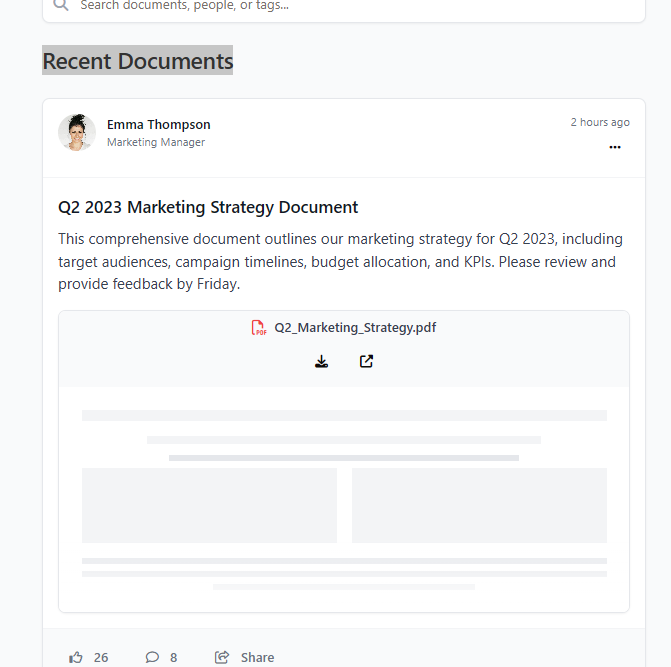 Search documents, people, or tags...
Recent Documents
Emma Thompson
2 hours ago
Marketing Manager
Q2 2023 Marketing Strategy Document
This comprehensive document outlines our marketing strategy for Q2 2023, including
target audiences, campaign timelines, budget allocation, and KPIs. Please review and
provide feedback by Friday.
PDF Q2_Marketing_Strategy.pdf
26 8 Share